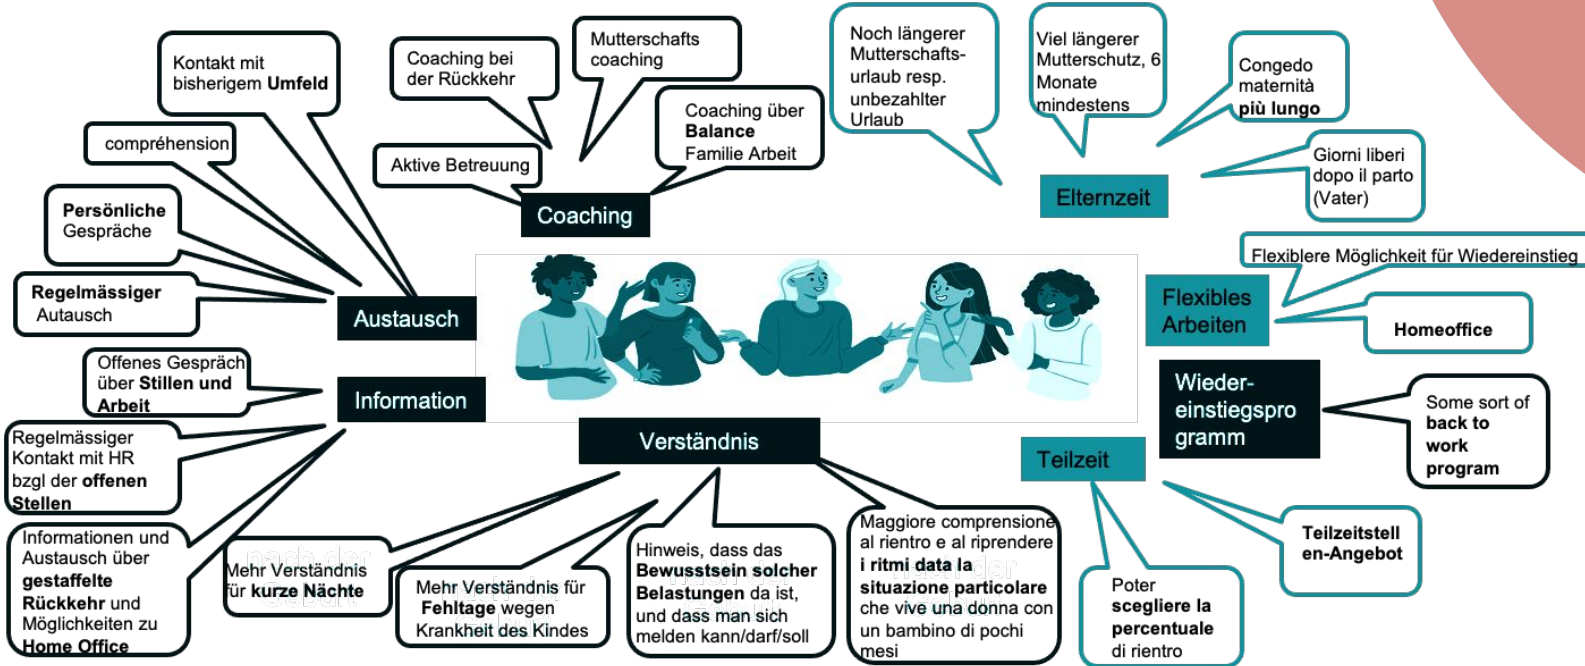 Kontakt mit
bisherigem Umfeld
compréhension
Persönliche
Gespräche
Regelmässiger
Autausch
Austausch
Coaching bei
der Rückkehr
Mutterschafts
coaching
Aktive Betreuung
Coaching über
Balance
Familie Arbeit
Coaching
Noch längerer
Mutterschafts-
urlaub resp.
unbezahlter
Urlaub
Viel längerer
Mutterschutz, 6
Monate
mindestens
Congedo
maternità
più lungo
Giorni liberi
dopo il parto
(Vater)
Elternzeit
Flexiblere Möglichkeit für Wiedereinstieg
Flexibles
Arbeiten
Homeoffice
Wieder-
einstiegspro
gramm
Some sort of
back to
work
program
Offenes Gespräch
über Stillen und
Arbeit
Information
Regelmässiger
Kontakt mit HR
bzgl der offenen
Stellen
Informationen und
Austausch über
gestaffelte
Rückkehr und
Möglichkeiten zu
Home Office
Verständnis
Mehr Verständnis
für kurze Nächte
Mehr Verständnis für
Fehltage wegen
Krankheit des Kindes
Hinweis, dass das
Bewusstsein solcher
Belastungen da ist,
und dass man sich
melden kann/darf/soll
Maggiore comprensione
al rientro e al riprendere
i ritmi data la
situazione particolare
che vive una donna con
un bambino di pochi
mesi
Teilzeit
Poter
scegliere la
percentuale
di rientro
Teilzeitstell
en-Angebot